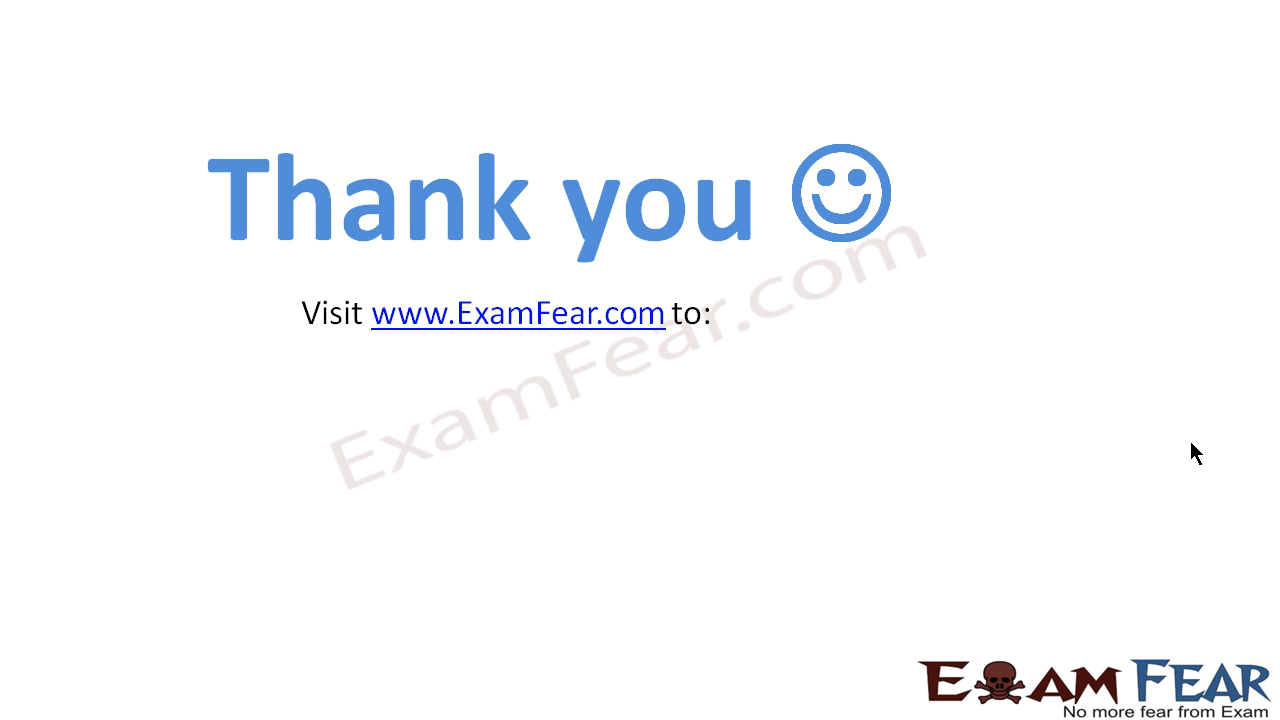 Thank you ☺
Visit www.ExamFear.com to:
ExamFear.com
EXAM FEAR
No more fear from Exam